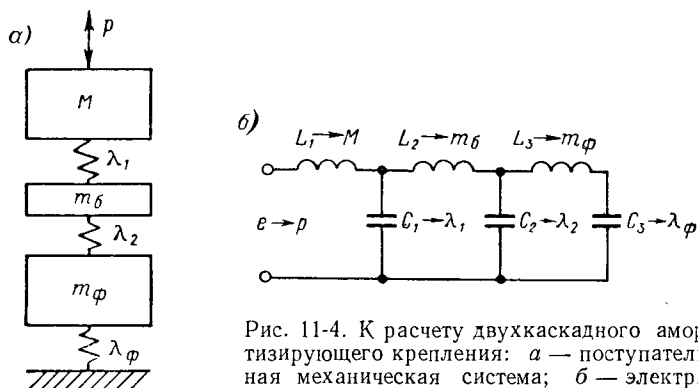 а)
p
M
λ₁
mб
λ₂
mф
λф
б)
L₁→M L₂→mб L₃→mф
e→p C₁→λ₁ C₂→λ₂ C₃→λф
Рис. 11-4. К расчету двухкаскадного амор
тизирующего крепления: а — поступател
ная механическая система; б — электр